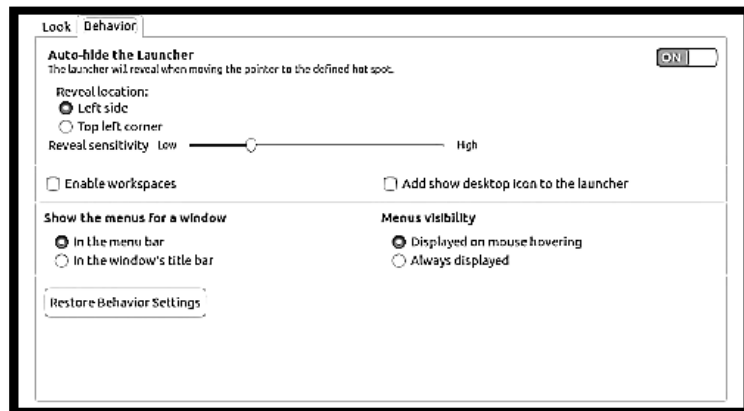 Look Behavior
Auto-hide the Launcher ON
The launcher will reveal when moving the pointer to the defined hot spot.
Reveal location:
Left side
Top left corner
Reveal sensitivity Low High
Enable workspaces Add show desktop icon to the launcher
Show the menus for a window Menus visibility
In the menu bar Displayed on mouse hovering
In the window's title bar Always displayed
Restore Behavior Settings